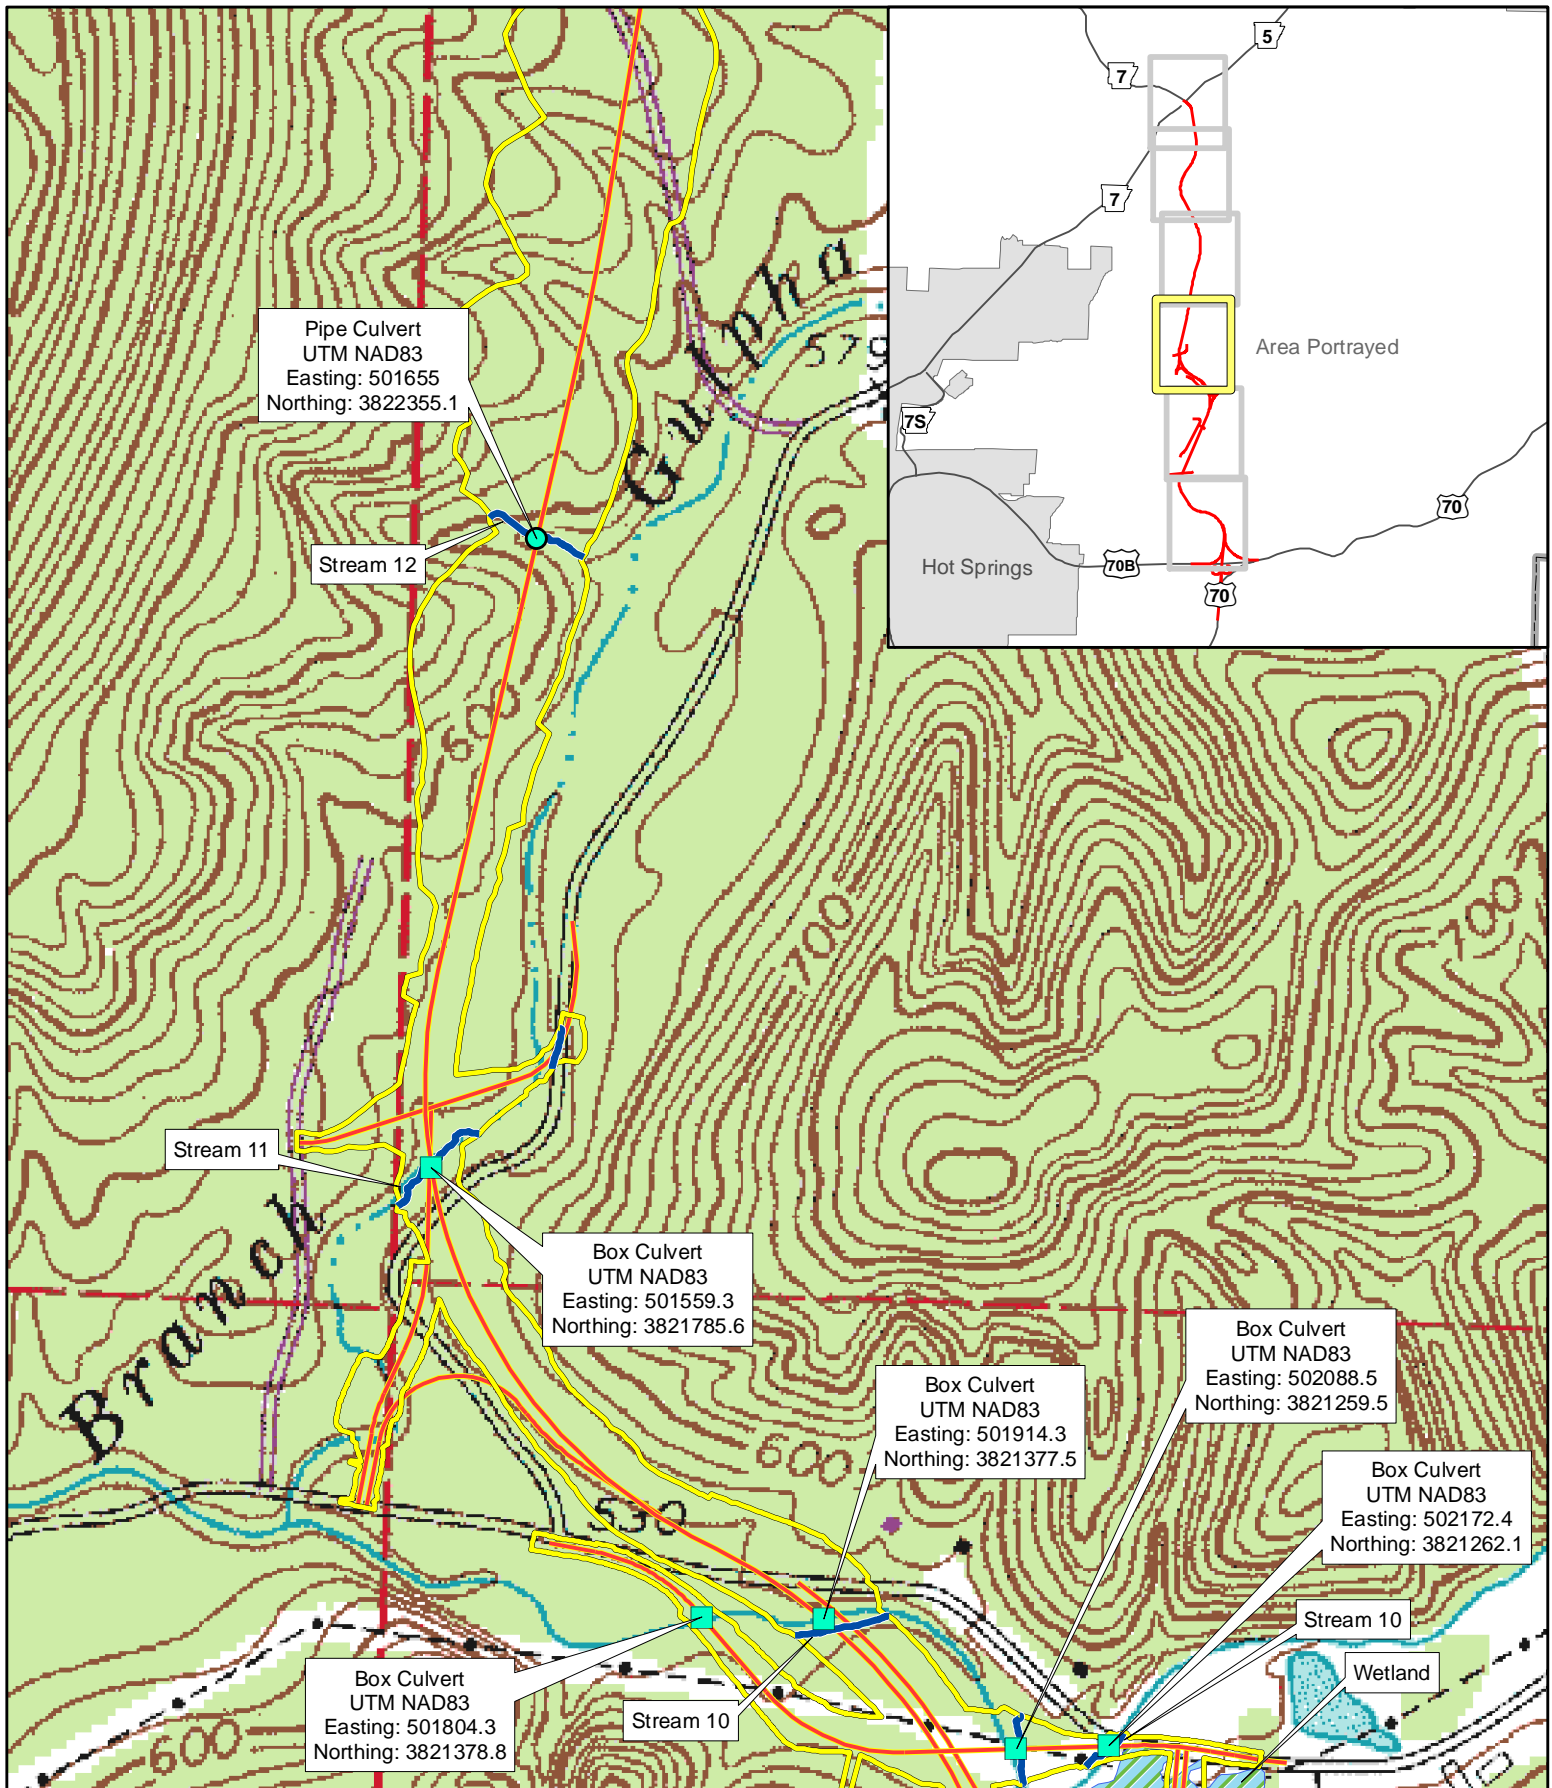 5
7
7
Area Portrayed
7S
70
70B
Hot Springs
70
Gulpha
579
Pipe Culvert
UTM NAD83
Easting: 501655
Northing: 3822355.1
Stream 12
600
700
700
Stream 11
Branch
Box Culvert
UTM NAD83
Easting: 501559.3
Northing: 3821785.6
Box Culvert
UTM NAD83
Easting: 502088.5
Northing: 3821259.5
Box Culvert
UTM NAD83
Easting: 501914.3
Northing: 3821377.5
600
Box Culvert
UTM NAD83
Easting: 502172.4
Northing: 3821262.1
530
Stream 10
Wetland
Box Culvert
UTM NAD83
Easting: 501804.3
Northing: 3821378.8
Stream 10
600